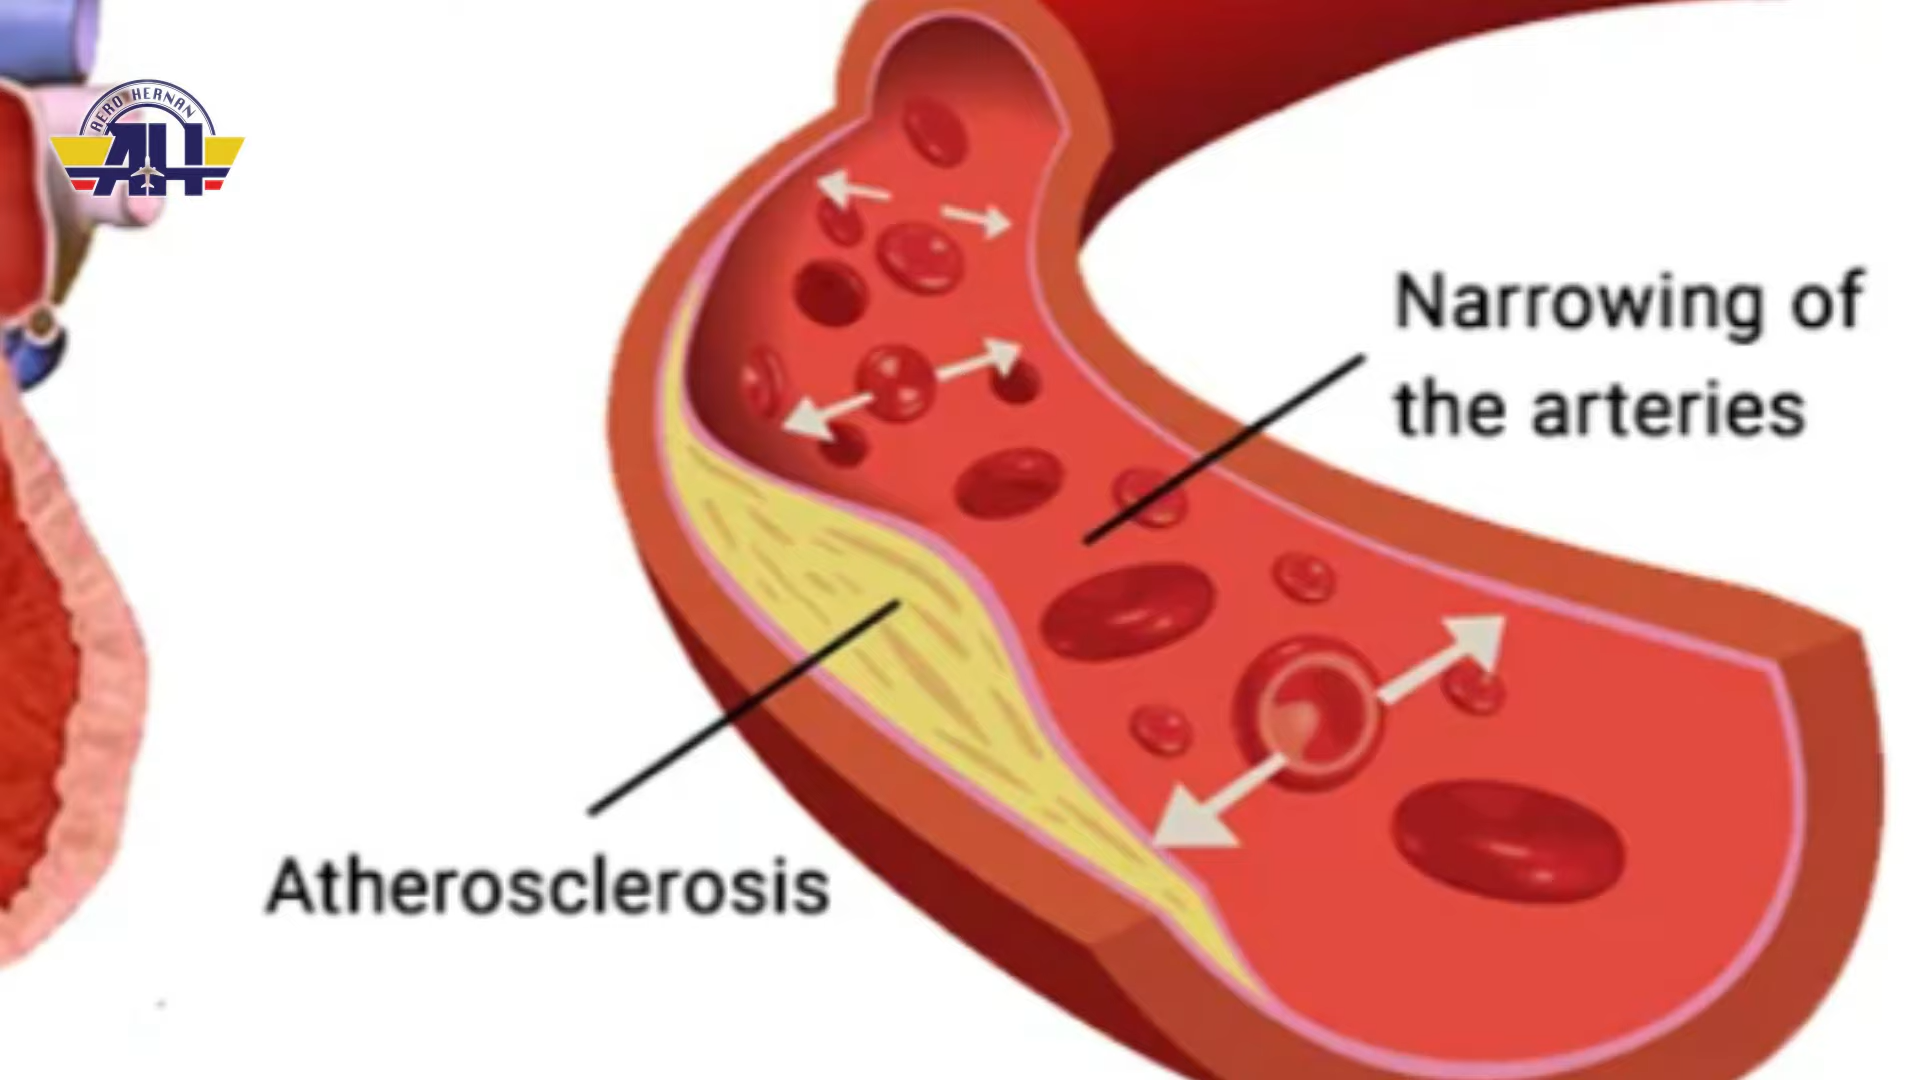 AERO HERNAN
AH
Narrowing of
the arteries
Atherosclerosis